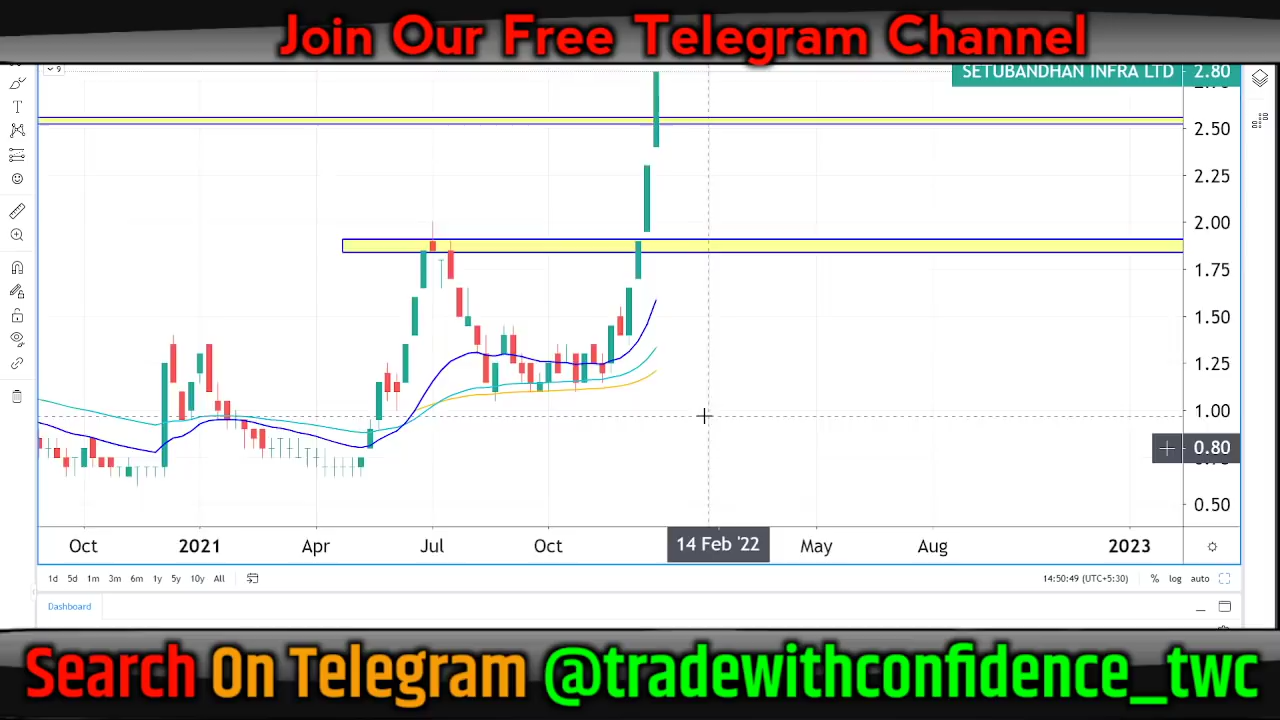 Join Our Free Telegram Channel
9
SETUBANDHAN INFRA LTD 2.80
2.50
2.25
2.00
1.75
1.50
1.25
1.00
0.80
0.50
Oct 2021 Apr Jul Oct 14 Feb '22 May Aug 2023
1d 5d 1m 3m 6m 1y 5y 10y All 14:50:49 (UTC+5:30) % log auto
Dashboard
Search On Telegram @tradewithconfidence_twc